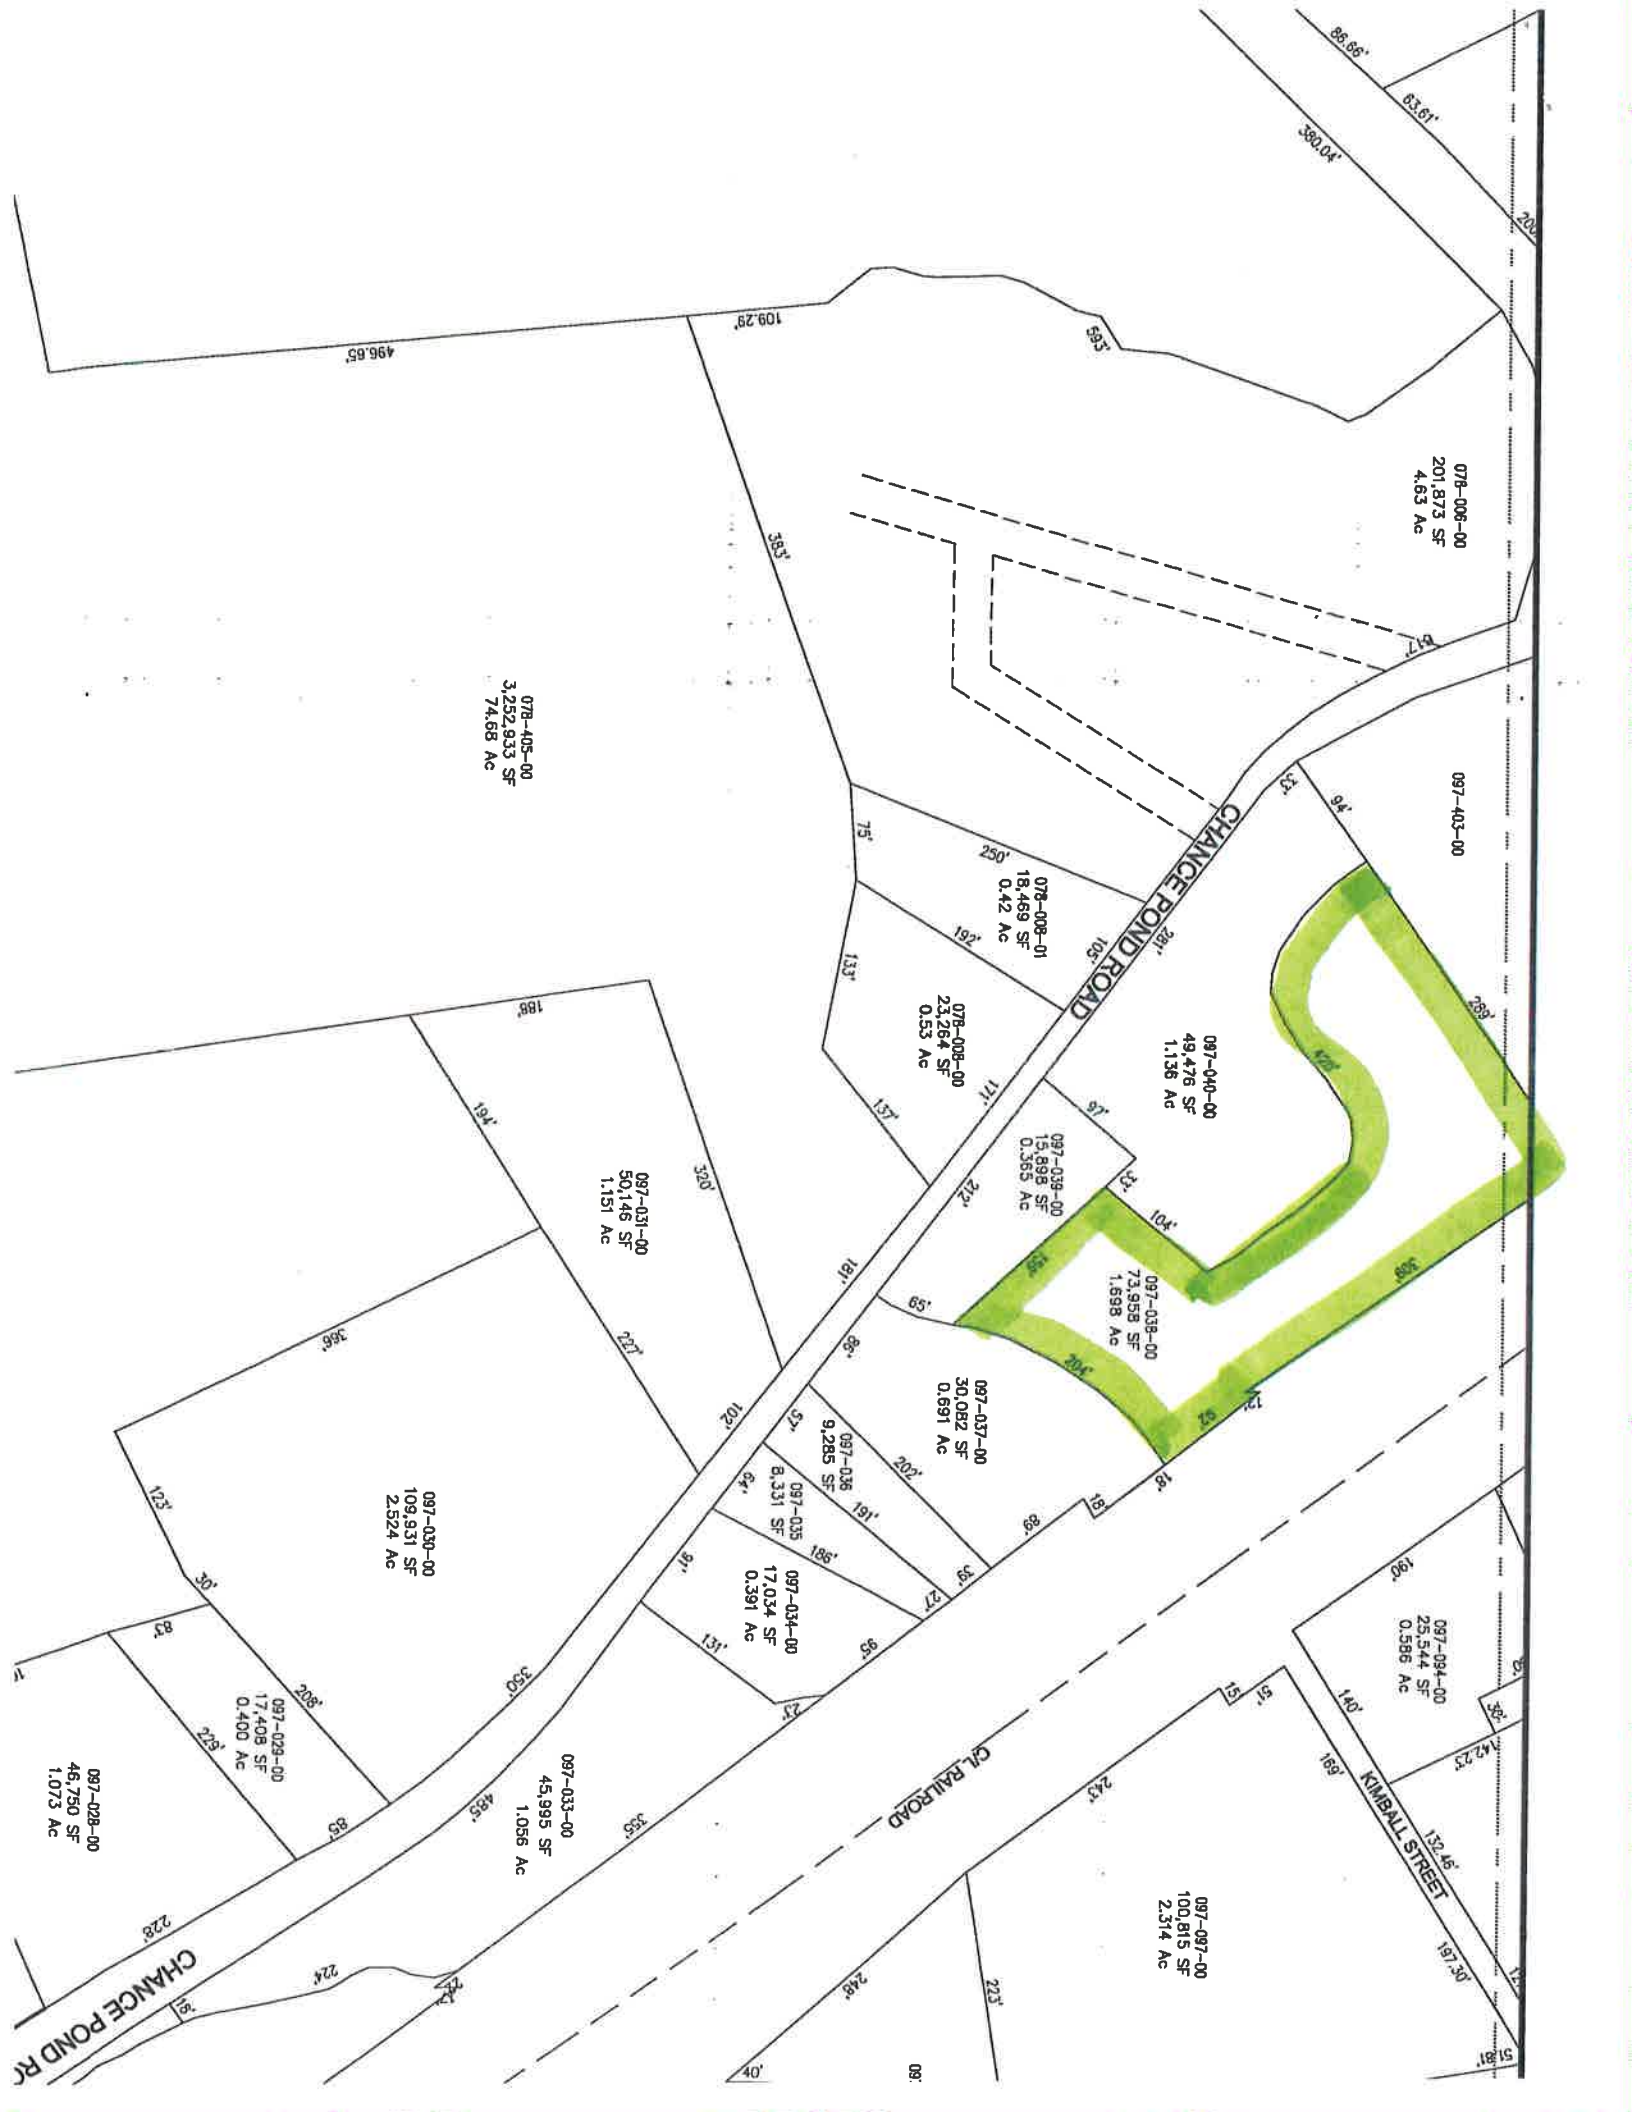 86.66'
63.61'
380.04'
200
593'
109.29'
496.65'
383'
078-006-00
201,873 SF
4.63 Ac
617'
078-405-00
3,252,933 SF
74.68 Ac
097-403-00
33'
94'
289'
CHANCE POND ROAD
75'
250'
078-008-01
18,469 SF
0.42 Ac
192'
105'
281'
133'
078-008-00
23,264 SF
0.53 Ac
137'
171'
097-040-00
49,476 SF
1.136 Ac
97'
33'
104'
097-039-00
15,898 SF
0.365 Ac
212'
65'
204'
097-038-00
73,958 SF
1.698 Ac
309'
92'
12'
188'
194'
320'
097-031-00
50,146 SF
1.151 Ac
181'
227'
366'
102'
98'
097-037-00
30,082 SF
0.691 Ac
57'
097-036
9,285 SF
202'
18'
18'
89'
39'
64'
097-035
8,331 SF
191'
186'
27'
91'
097-034-00
17,034 SF
0.391 Ac
131'
95'
23'
097-030-00
109,931 SF
2.524 Ac
123'
30'
83'
208'
350'
097-029-00
17,408 SF
0.400 Ac
229'
85'
485'
097-033-00
45,995 SF
1.056 Ac
355'
C/L RAILROAD
190'
097-094-00
25,544 SF
0.586 Ac
38'
142.23'
140'
15'
51'
169'
KIMBALL STREET
132.46'
197.30'
243'
097-097-00
100,815 SF
2.314 Ac
248'
223'
40'
51.81'
097-028-00
46,750 SF
1.073 Ac
228'
224'
18'
CHANCE POND RO